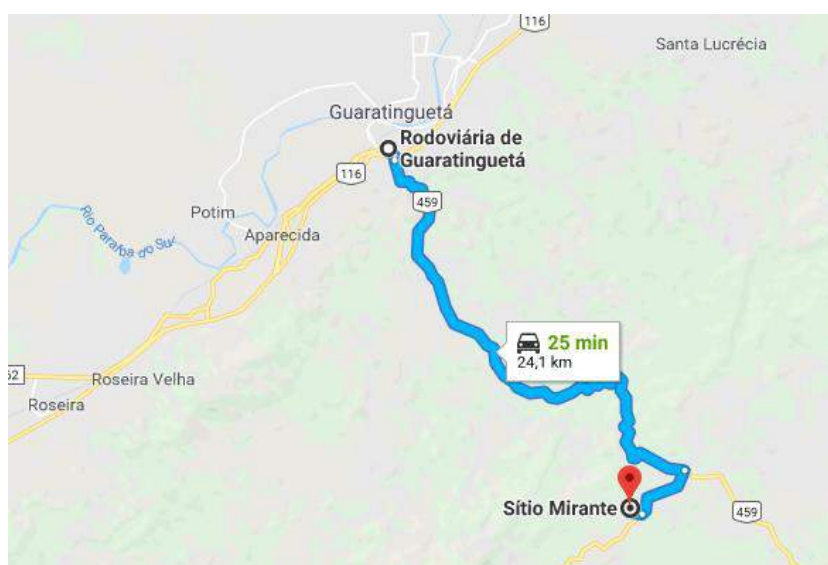 116
Santa Lucrécia
Guaratinguetá
Rodoviária de
Guaratinguetá
116
459
Potim
Rio Paraíba do Sul
Aparecida
25 min
24,1 km
62
Roseira Velha
Roseira
Sítio Mirante
459